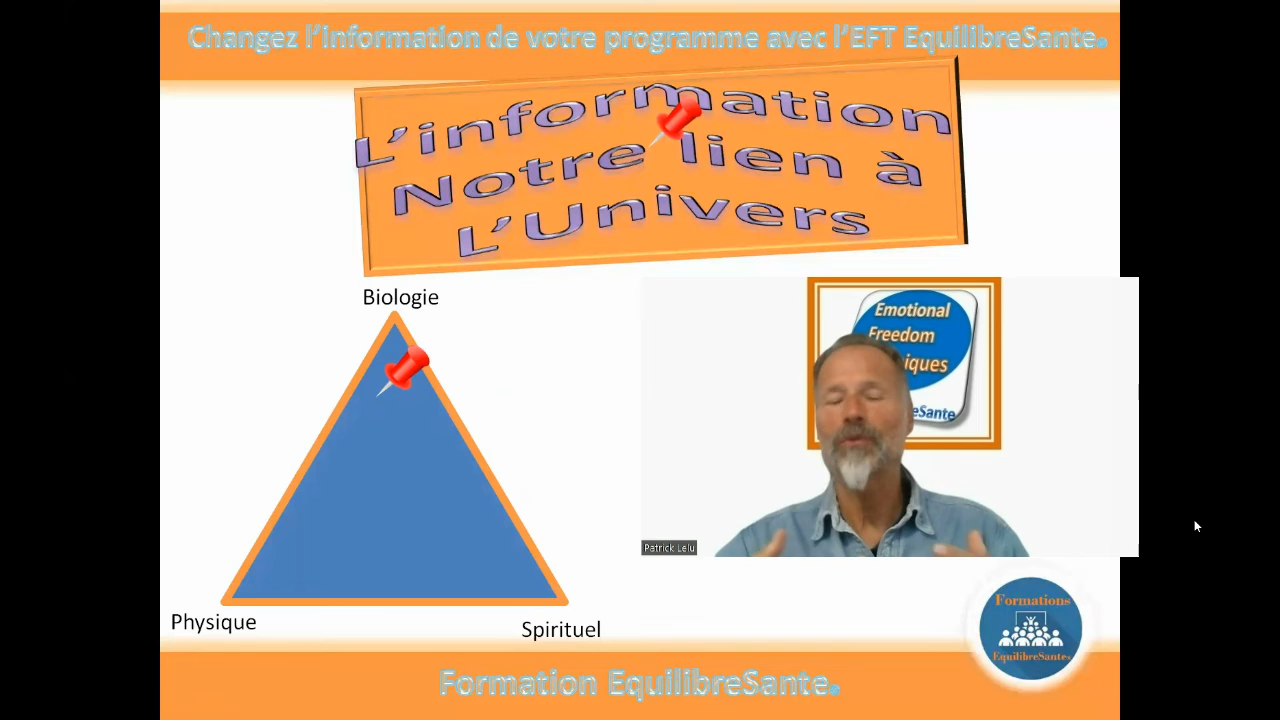 Changez l'information de votre programme avec l'EFT EquilibreSante.
L'information
Notre lien à
L'Univers
Biologie
Physique
Spirituel
Emotional
Freedom
iques
eSante
Patrick Lelu
Formations
EquilibreSante.
Formation EquilibreSante.